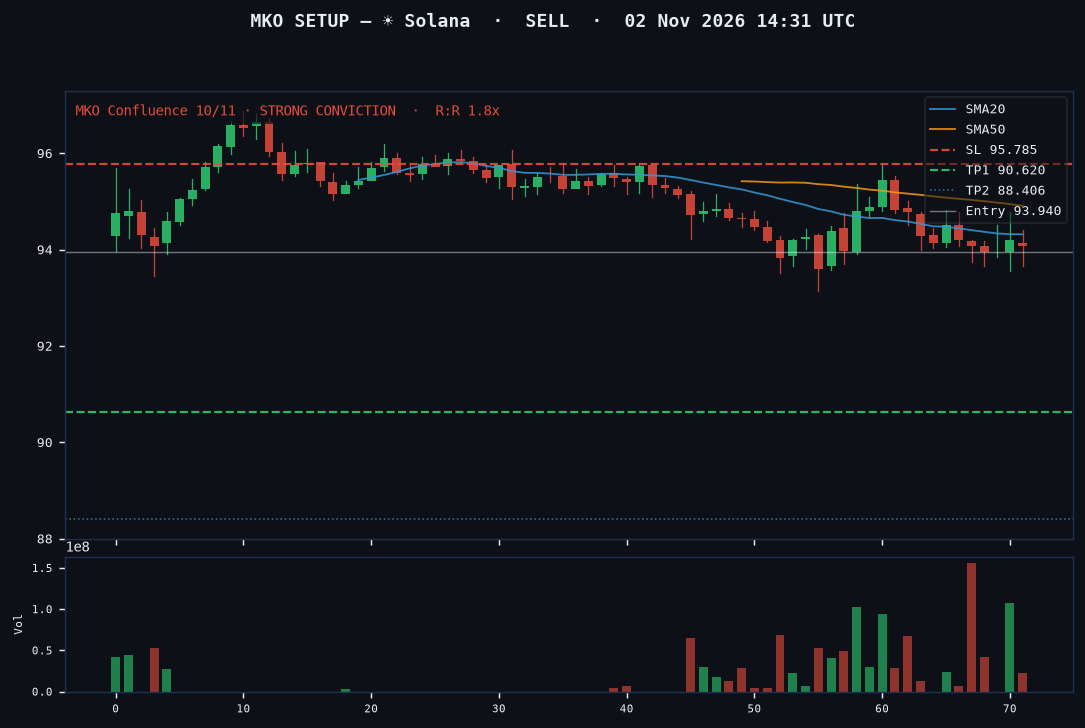 MKO SETUP — ☀ Solana · SELL · 02 Nov 2026 14:31 UTC
MKO Confluence 10/11 · STRONG CONVICTION · R:R 1.8x
SMA20
SMA50
SL 95.785
TP1 90.620
TP2 88.406
Entry 93.940
96
94
92
90
88
1e8
1.5
1.0
0.5
0.0
Vol
0 10 20 30 40 50 60 70